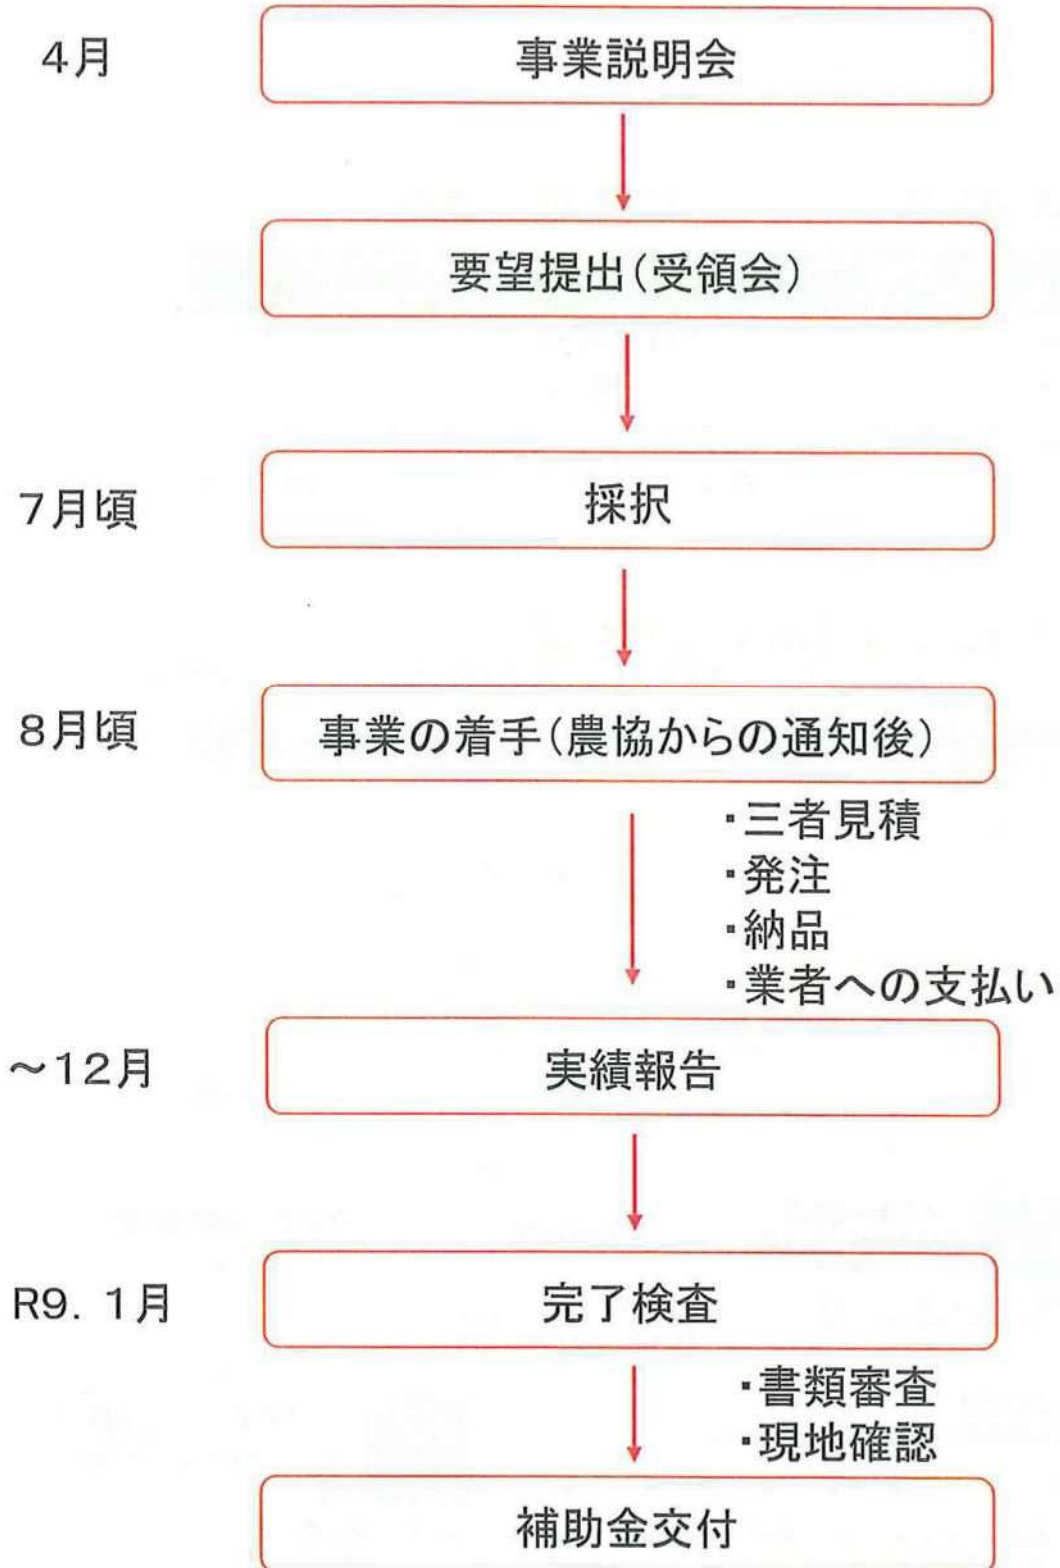 4月
事業説明会
要望提出(受領会)
7月頃
採択
8月頃
事業の着手(農協からの通知後)
・三者見積
・発注
・納品
・業者への支払い
～12月
実績報告
R9. 1月
完了検査
・書類審査
・現地確認
補助金交付